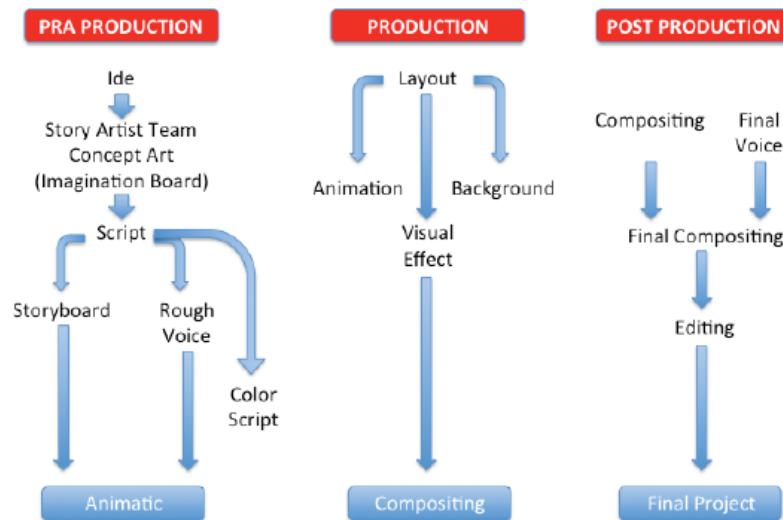 PRA PRODUCTION
Ide
Story Artist Team
Concept Art
(Imagination Board)
Script
Storyboard
Rough
Voice
Color
Script
Animatic
PRODUCTION
Layout
Animation
Background
Visual
Effect
Compositing
POST PRODUCTION
Compositing
Final
Voice
Final Compositing
Editing
Final Project